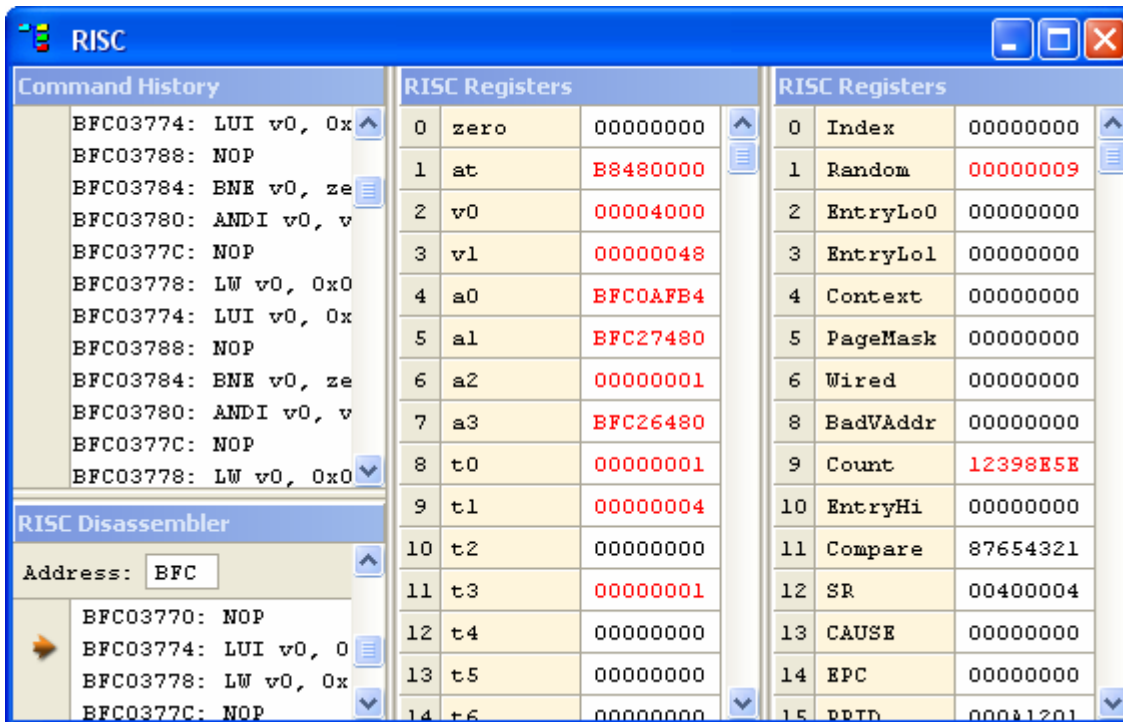 RISC
Command History
BFC03774: LUI v0, 0x
BFC03788: NOP
BFC03784: BNE v0, ze
BFC03780: ANDI v0, v
BFC0377C: NOP
BFC03778: LW v0, 0x0
BFC03774: LUI v0, 0x
BFC03788: NOP
BFC03784: BNE v0, ze
BFC03780: ANDI v0, v
BFC0377C: NOP
BFC03778: LW v0, 0x0
RISC Disassembler
Address: BFC
BFC03770: NOP
BFC03774: LUI v0, 0
BFC03778: LW v0, 0x
BFC0377C: NOP
RISC Registers
0 zero 00000000
1 at B8480000
2 v0 00004000
3 v1 00000048
4 a0 BFC0AFB4
5 a1 BFC27480
6 a2 00000001
7 a3 BFC26480
8 t0 00000001
9 t1 00000004
10 t2 00000000
11 t3 00000001
12 t4 00000000
13 t5 00000000
14 t6 00000000
RISC Registers
0 Index 00000000
1 Random 00000009
2 EntryLo0 00000000
3 EntryLo1 00000000
4 Context 00000000
5 PageMask 00000000
6 Wired 00000000
8 BadVAddr 00000000
9 Count 12398E5E
10 EntryHi 00000000
11 Compare 87654321
12 SR 00400004
13 CAUSE 00000000
14 EPC 00000000
15 PRID 000A1201